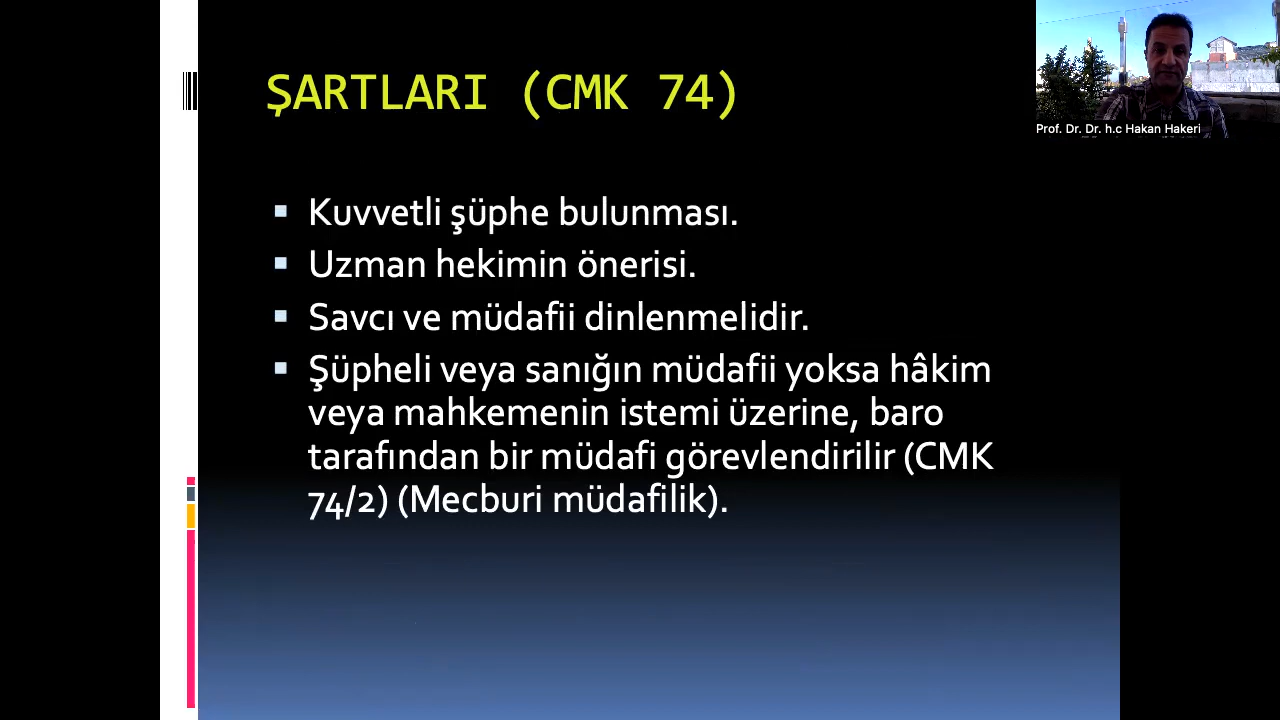 ŞARTLARI (CMK 74)
Prof. Dr. Dr. h.c Hakan Hakeri
Kuvvetli şüphe bulunması.
Uzman hekimin önerisi.
Savcı ve müdafii dinlenmelidir.
Şüpheli veya sanığın müdafii yoksa hâkim
veya mahkemenin istemi üzerine, baro
tarafından bir müdafi görevlendirilir (CMK
74/2) (Mecburi müdafilik).